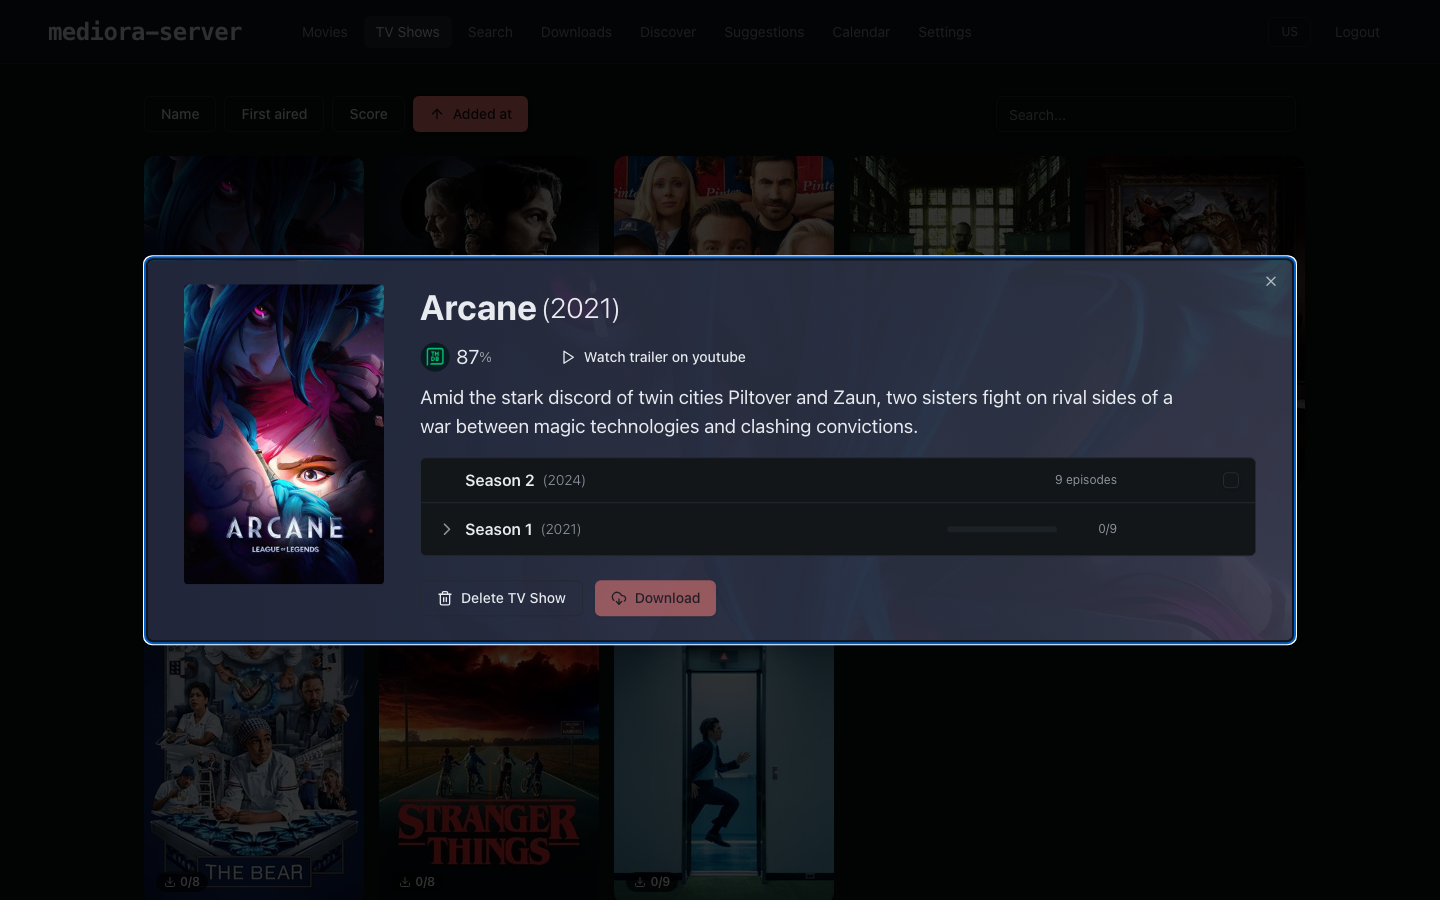 mediora-server
Movies
TV Shows
Search
Downloads
Discover
Suggestions
Calendar
Settings
US
Logout
Name
First aired
Score
Added at
Search...
Pinte
Arcane (2021)
87%
Watch trailer on youtube
Amid the stark discord of twin cities Piltover and Zaun, two sisters fight on rival sides of a
war between magic technologies and clashing convictions.
ARCANE
LEAGUE OF LEGENDS
Season 2 (2024)
9 episodes
Season 1 (2021)
0/9
Delete TV Show
Download
THE BEAR
0/8
STRANGER
THINGS
0/8
0/9